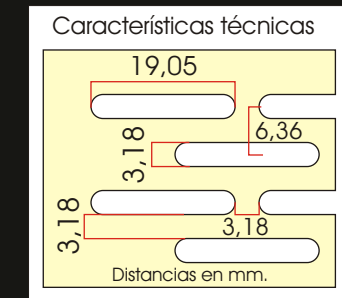 Características técnicas
19,05
6,36
3,18
3,18
3,18
Distancias en mm.